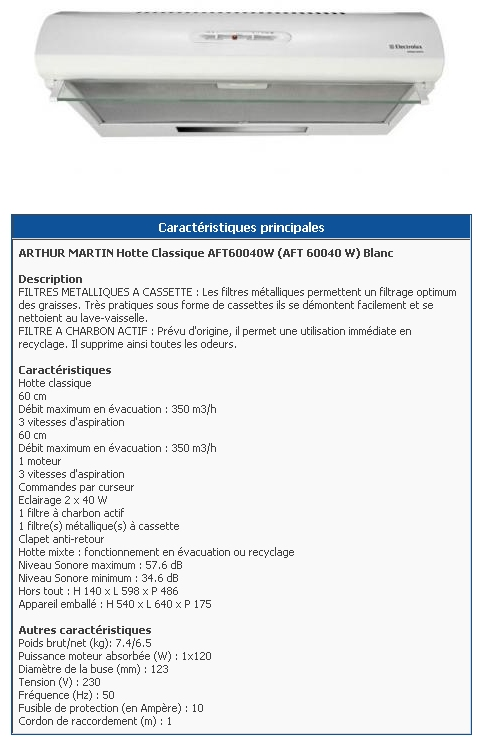 Electrolux
Caractéristiques principales
ARTHUR MARTIN Hotte Classique AFT60040W (AFT 60040 W) Blanc
Description
FILTRES METALLIQUES A CASSETTE : Les filtres métalliques permettent un filtrage optimum
des graisses. Très pratiques sous forme de cassettes ils se démontent facilement et se
nettoient au lave-vaisselle.
FILTRE A CHARBON ACTIF : Prévu d'origine, il permet une utilisation immédiate en
recyclage. Il supprime ainsi toutes les odeurs.
Caractéristiques
Hotte classique
60 cm
Débit maximum en évacuation : 350 m3/h
3 vitesses d'aspiration
60 cm
Débit maximum en évacuation : 350 m3/h
1 moteur
3 vitesses d'aspiration
Commandes par curseur
Eclairage 2 x 40 W
1 filtre à charbon actif
1 filtre(s) métallique(s) à cassette
Clapet anti-retour
Hotte mixte : fonctionnement en évacuation ou recyclage
Niveau Sonore maximum : 57.6 dB
Niveau Sonore minimum : 34.6 dB
Hors tout : H 140 x L 598 x P 486
Appareil emballé : H 540 x L 640 x P 175
Autres caractéristiques
Poids brut/net (kg): 7.4/6.5
Puissance moteur absorbée (W) : 1x120
Diamètre de la buse (mm) : 123
Tension (V) : 230
Fréquence (Hz) : 50
Fusible de protection (en Ampère) : 10
Cordon de raccordement (m) : 1